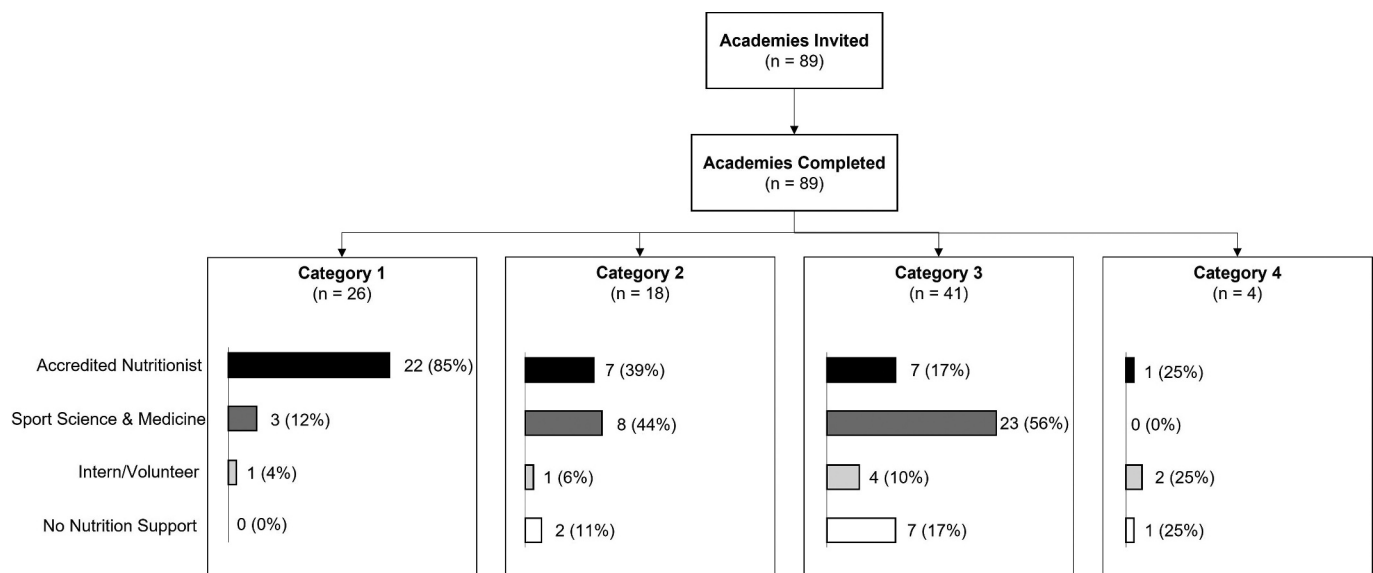 Academies Invited
(n = 89)
Academies Completed
(n = 89)
Category 1
(n = 26)
Category 2
(n = 18)
Category 3
(n = 41)
Category 4
(n = 4)
Accredited Nutritionist
22 (85%)
7 (39%)
7 (17%)
1 (25%)
Sport Science & Medicine
3 (12%)
8 (44%)
23 (56%)
0 (0%)
Intern/Volunteer
1 (4%)
1 (6%)
4 (10%)
2 (25%)
No Nutrition Support
0 (0%)
2 (11%)
7 (17%)
1 (25%)